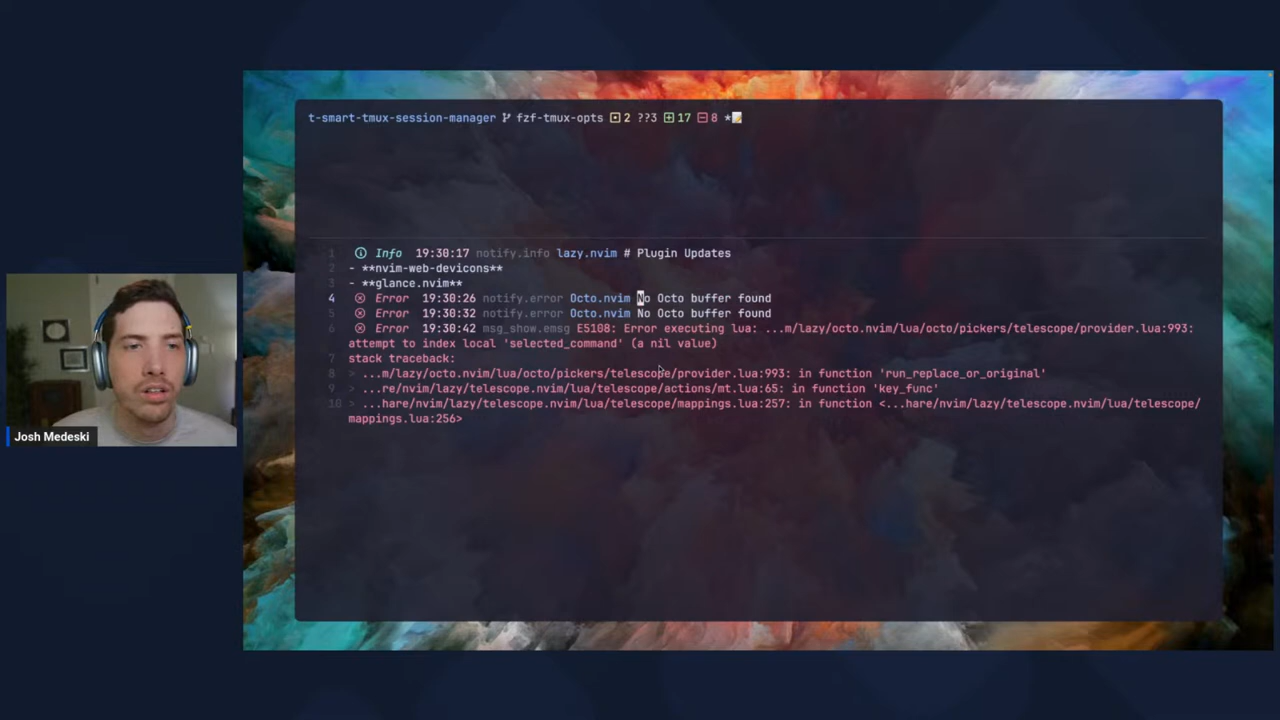 t-smart-tmux-session-manager fzf-tmux-opts 2 ??3 17 8 ★
1 Info 19:30:17 notify.info lazy.nvim # Plugin Updates
2 - **nvim-web-devicons**
3 - **glance.nvim**
4 Error 19:30:26 notify.error Octo.nvim No Octo buffer found
5 Error 19:30:32 notify.error Octo.nvim No Octo buffer found
6 Error 19:30:42 msg_show.emsg E5108: Error executing lua: ...m/lazy/octo.nvim/lua/octo/pickers/telescope/provider.lua:993:
attempt to index local 'selected_command' (a nil value)
7 stack traceback:
8 > ...m/lazy/octo.nvim/lua/octo/pickers/telescope/provider.lua:993: in function 'run_replace_or_original'
9 > ...re/nvim/lazy/telescope.nvim/lua/telescope/actions/mt.lua:65: in function 'key_func'
10 > ...hare/nvim/lazy/telescope.nvim/lua/telescope/mappings.lua:257: in function <...hare/nvim/lazy/telescope.nvim/lua/telescope/
mappings.lua:256>
Josh Medeski